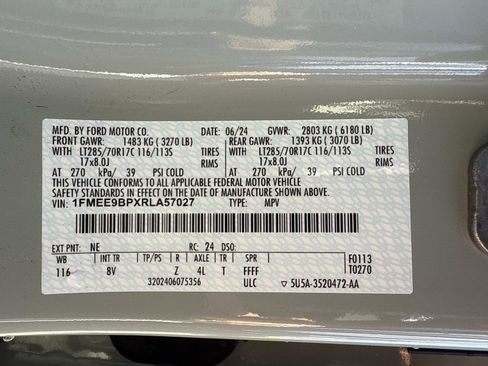 MFD. BY FORD MOTOR CO. 06/24 GVWR: 2803 KG ( 6180 LB)
FRONT GAWR: 1483 KG ( 3270 LB) REAR GAWR: 1393 KG ( 3070 LB)
WITH LT285/70R17C 116/113S TIRES WITH LT285/70R17C 116/113S TIRES
17x8.0J RIMS 17x8.0J RIMS
AT 270 kPa/ 39 PSI COLD AT 270 kPa/ 39 PSI COLD
THIS VEHICLE CONFORMS TO ALL APPLICABLE FEDERAL MOTOR VEHICLE
SAFETY STANDARDS IN EFFECT ON THE DATE OF MANUFACTURE SHOWN ABOVE.
VIN: 1FMEE9BPXRLA57027 TYPE: MPV
EXT PNT: NE RC: 24 DSO:
WB INT TR TP/PS R AXLE TR SPR F0113
116 8V Z 4L T FFFF T0270
3202406075356 ULC 5U5A-3520472-AA